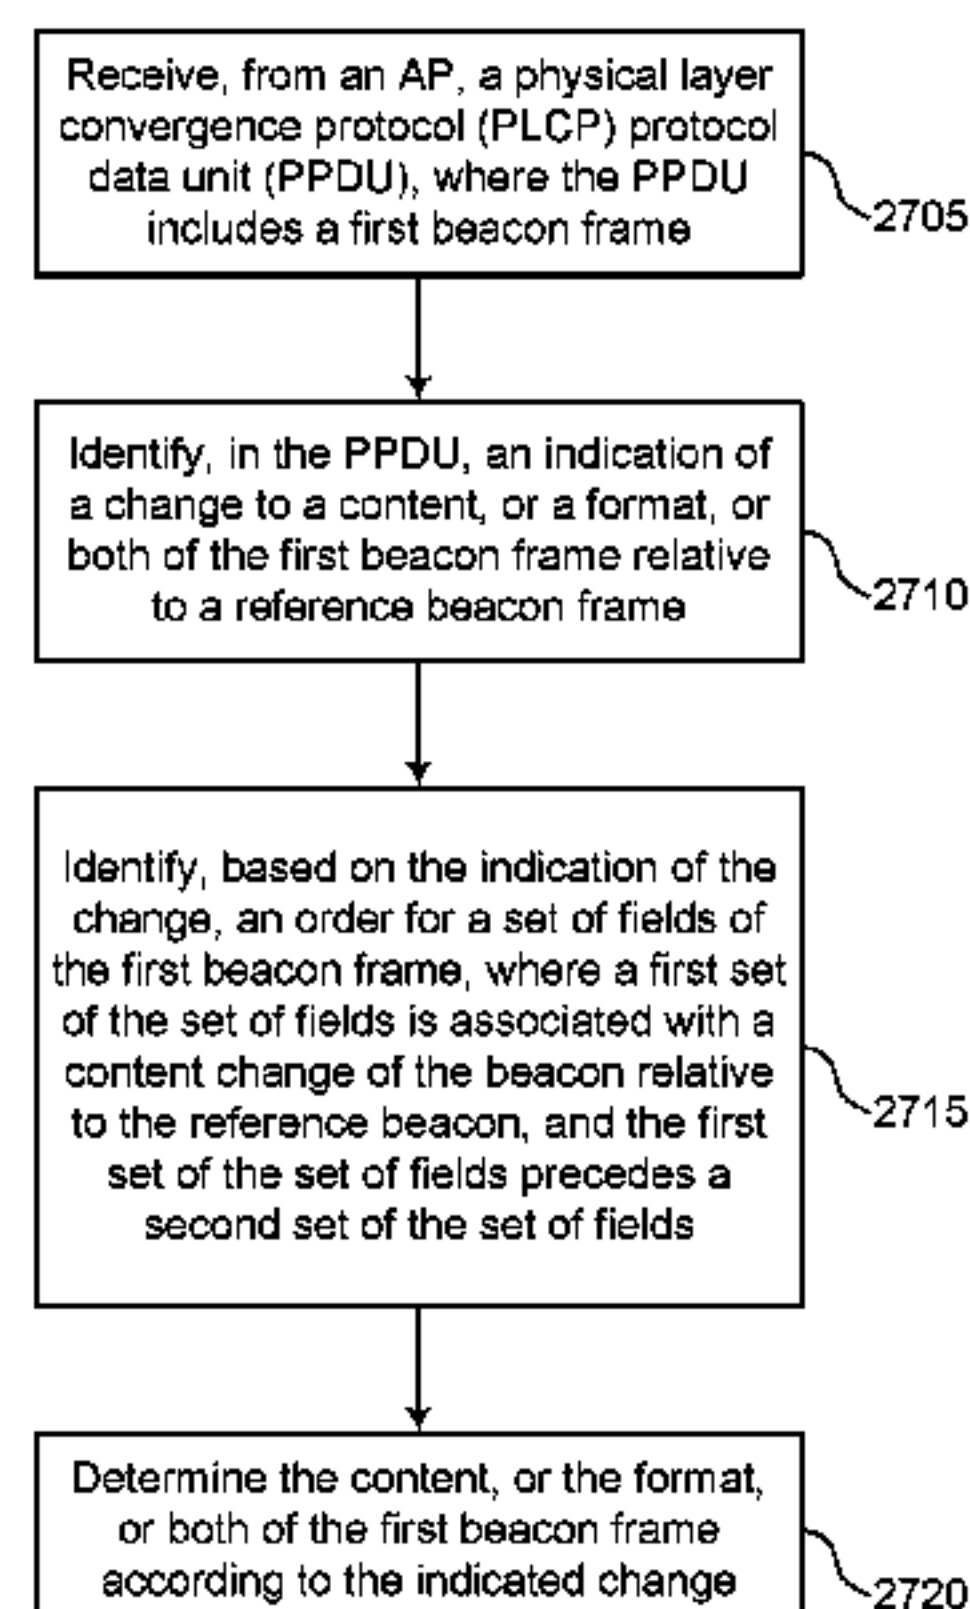 Receive, from an AP, a physical layer
convergence protocol (PLCP) protocol
data unit (PPDU), where the PPDU
includes a first beacon frame
2705
Identify, in the PPDU, an indication of
a change to a content, or a format, or
both of the first beacon frame relative
to a reference beacon frame
2710
Identify, based on the indication of the
change, an order for a set of fields of
the first beacon frame, where a first set
of the set of fields is associated with a
content change of the beacon relative
to the reference beacon, and the first
set of the set of fields precedes a
second set of the set of fields
2715
Determine the content, or the format,
or both of the first beacon frame
according to the indicated change
2720